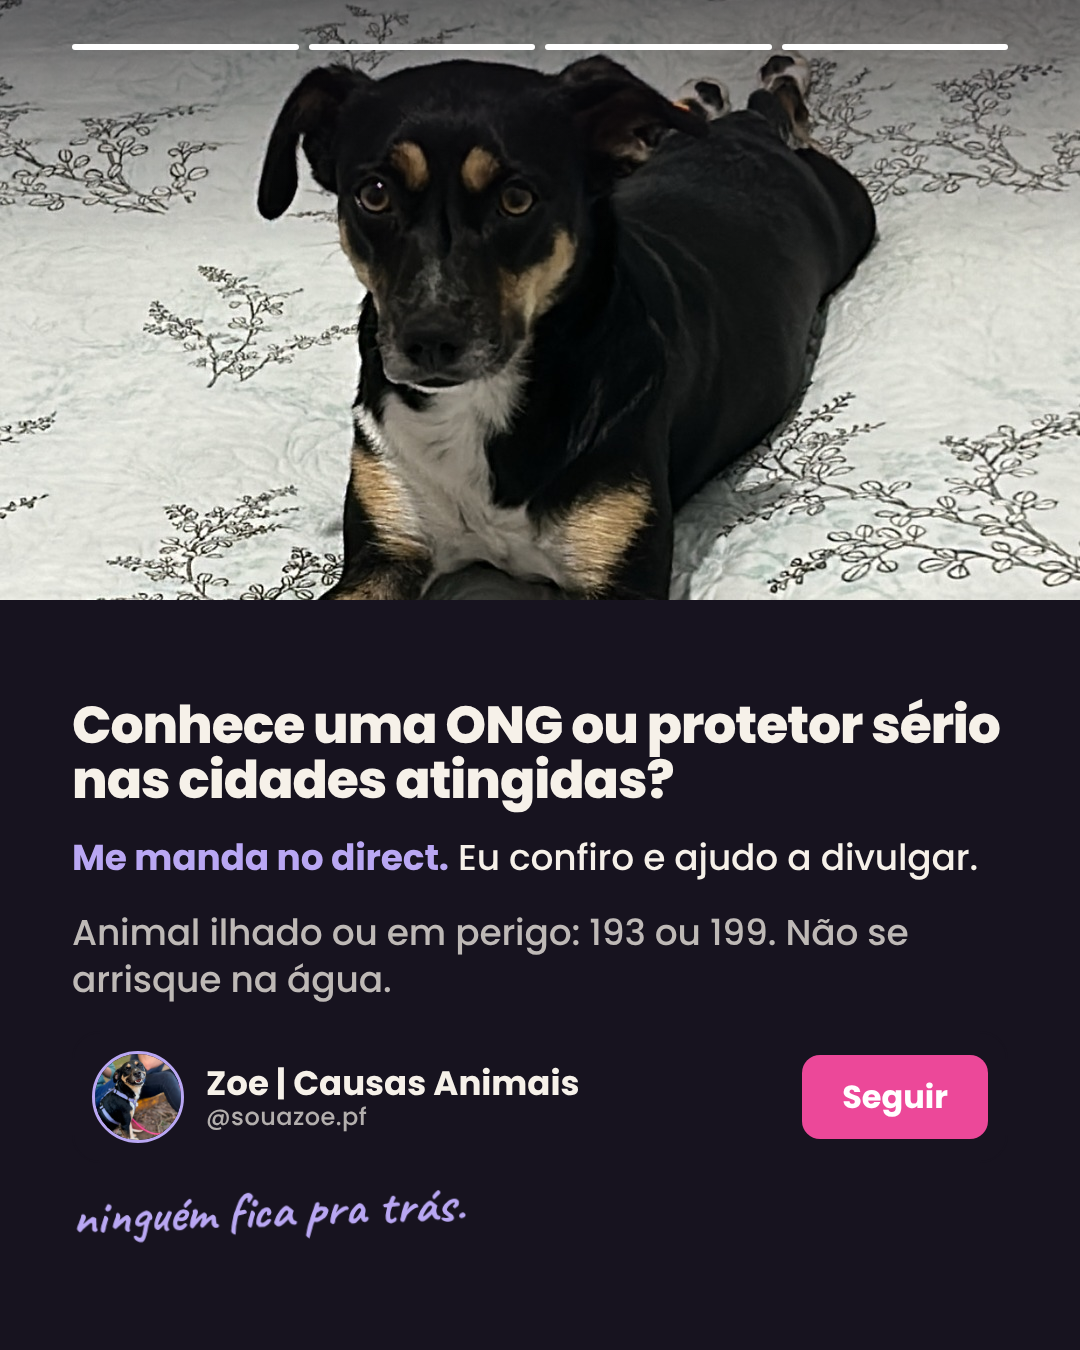 Conhece uma ONG ou protetor sério
nas cidades atingidas?
Me manda no direct. Eu confiro e ajudo a divulgar.
Animal ilhado ou em perigo: 193 ou 199. Não se
arrisque na água.
Zoe | Causas Animais
@souazoe.pf
Seguir
ninguém fica pra trás.